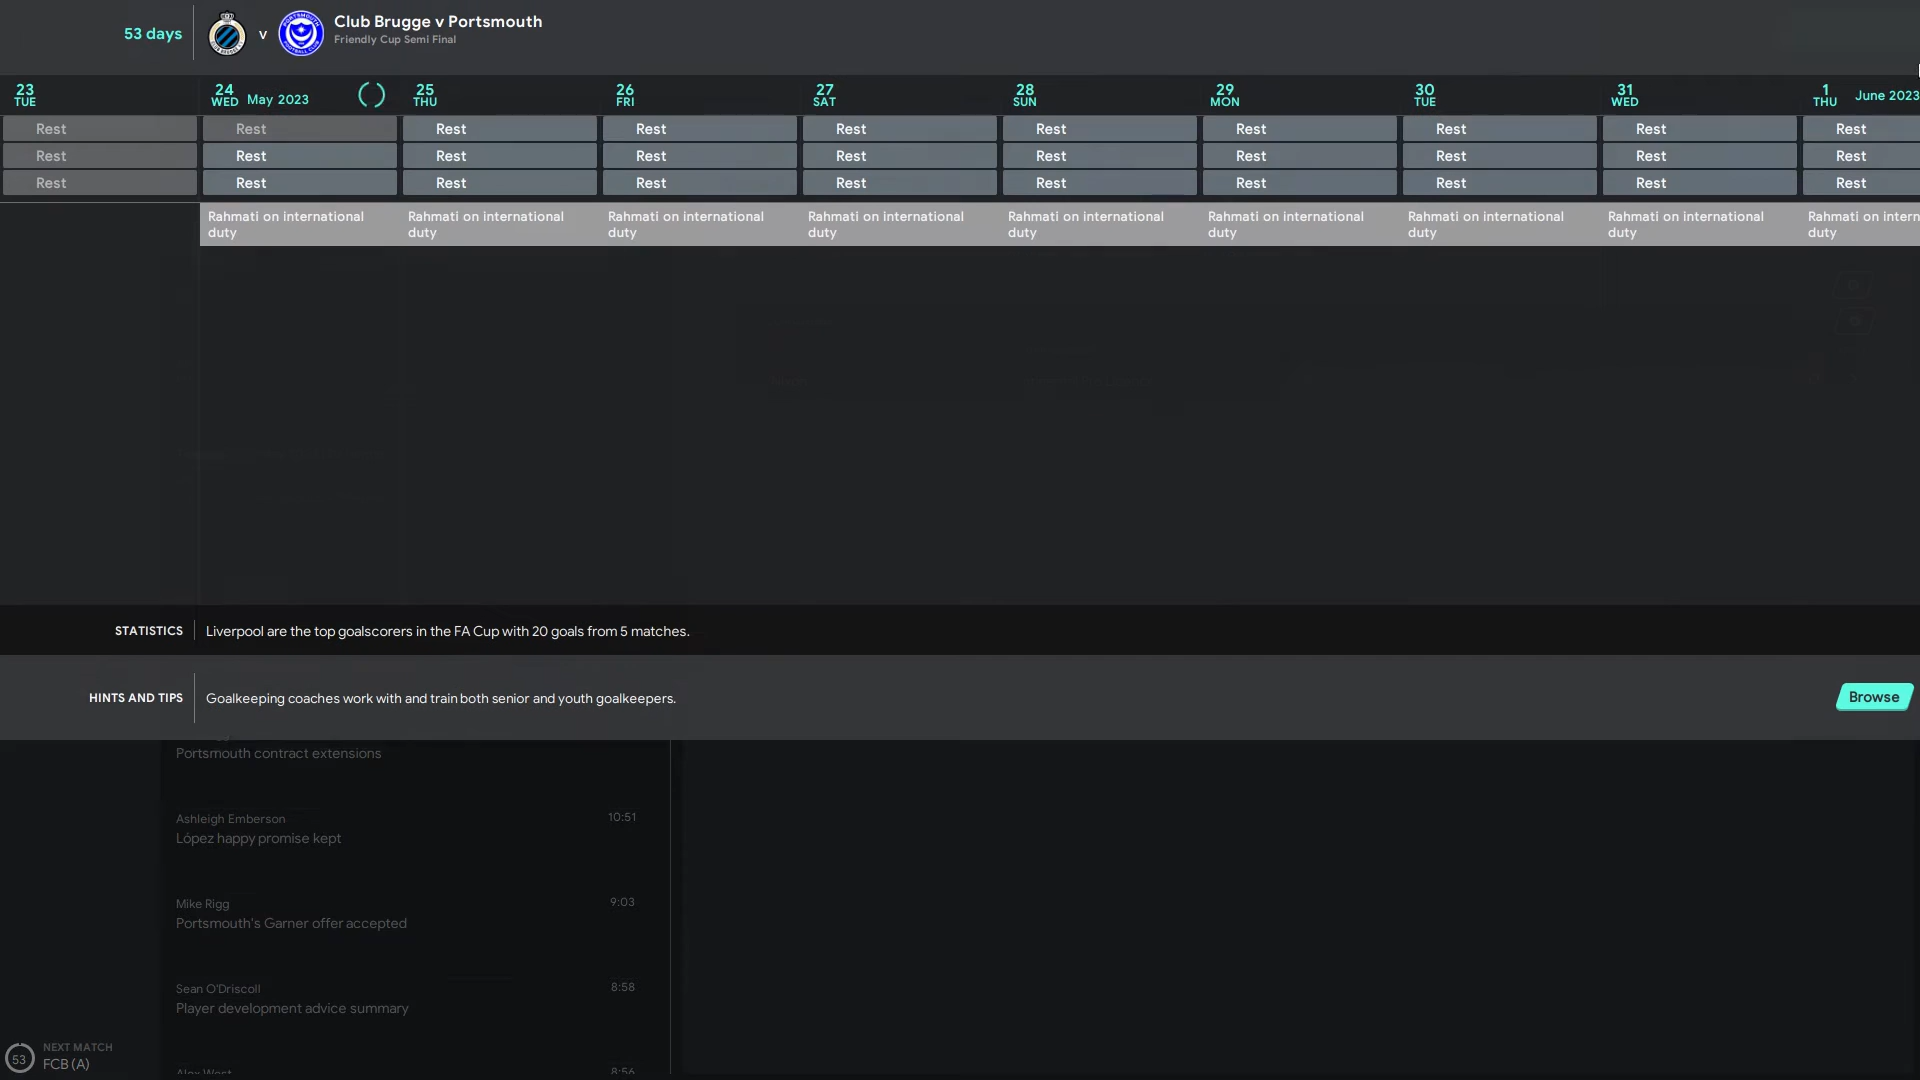 53 days
v
Club Brugge v Portsmouth
Friendly Cup Semi Final
23
TUE
24
WED May 2023
25
THU
26
FRI
27
SAT
28
SUN
29
MON
30
TUE
31
WED
1
THU June 2023
Rest Rest Rest Rest Rest Rest Rest Rest Rest Rest
Rest Rest Rest Rest Rest Rest Rest Rest Rest Rest
Rest Rest Rest Rest Rest Rest Rest Rest Rest Rest
Rahmati on international
duty
Rahmati on international
duty
Rahmati on international
duty
Rahmati on international
duty
Rahmati on international
duty
Rahmati on international
duty
Rahmati on international
duty
Rahmati on international
duty
Rahmati on intern
duty
STATISTICS Liverpool are the top goalscorers in the FA Cup with 20 goals from 5 matches.
HINTS AND TIPS Goalkeeping coaches work with and train both senior and youth goalkeepers.
Browse
Portsmouth contract extensions
Ashleigh Emberson 10:51
López happy promise kept
Mike Rigg 9:03
Portsmouth's Garner offer accepted
Sean O'Driscoll 8:58
Player development advice summary
Alex West 8:56
53
NEXT MATCH
FCB (A)